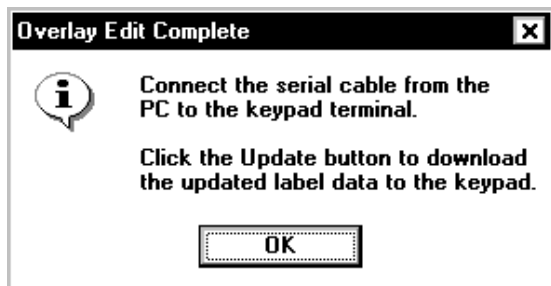 Overlay Edit Complete
Connect the serial cable from the
PC to the keypad terminal.
Click the Update button to download
the updated label data to the keypad.
OK